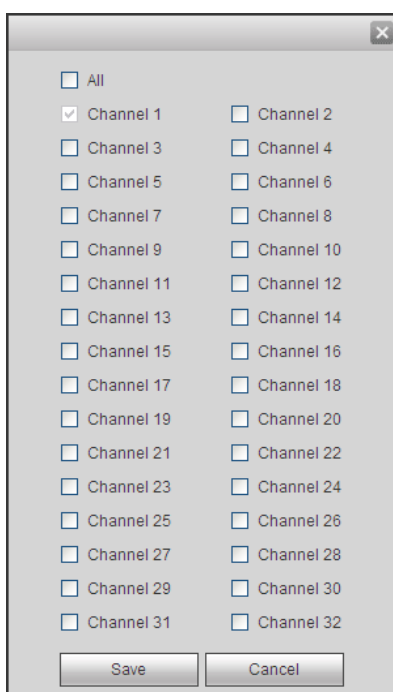 All
Channel 1 Channel 2
Channel 3 Channel 4
Channel 5 Channel 6
Channel 7 Channel 8
Channel 9 Channel 10
Channel 11 Channel 12
Channel 13 Channel 14
Channel 15 Channel 16
Channel 17 Channel 18
Channel 19 Channel 20
Channel 21 Channel 22
Channel 23 Channel 24
Channel 25 Channel 26
Channel 27 Channel 28
Channel 29 Channel 30
Channel 31 Channel 32
Save Cancel